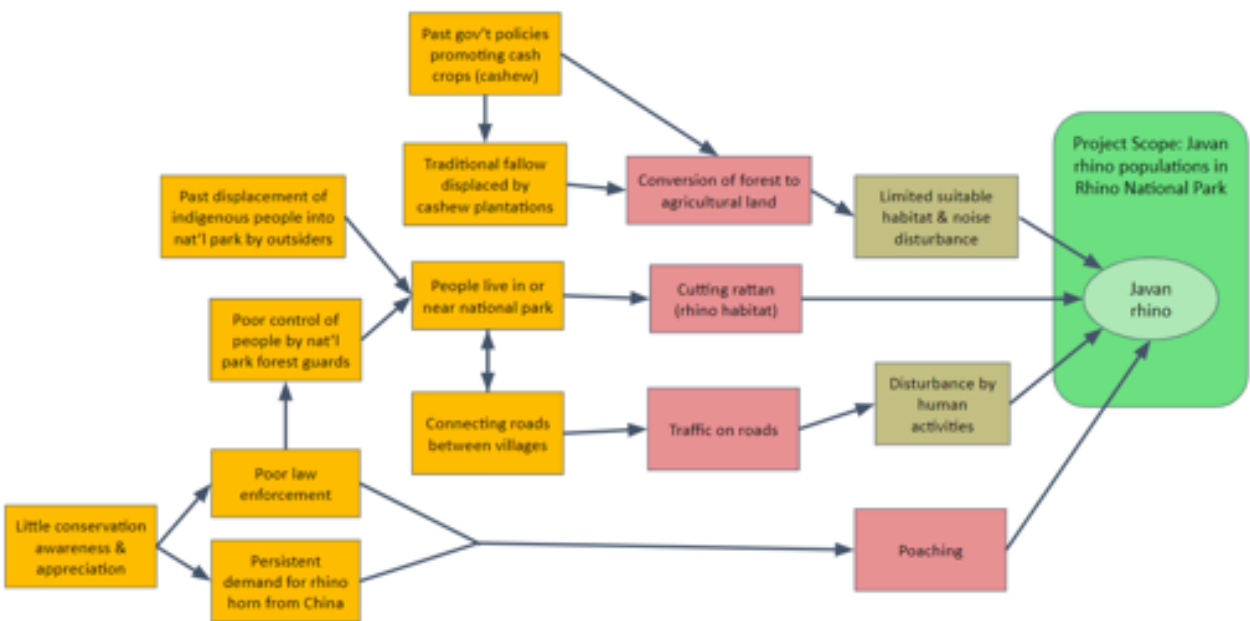 Past gov't policies
promoting cash
crops (cashew)
Traditional fallow
displaced by
cashew plantations
Conversion of forest to
agricultural land
Limited suitable
habitat & noise
disturbance
Project Scope: Javan
rhino populations in
Rhino National Park
Past displacement of
indigenous people into
nat'l park by outsiders
People live in or
near national park
Cutting rattan
(rhino habitat)
Javan
rhino
Poor control of
people by nat'l
park forest guards
Connecting roads
between villages
Traffic on roads
Disturbance by
human
activities
Poor law
enforcement
Little conservation
awareness &
appreciation
Persistent
demand for rhino
horn from China
Poaching